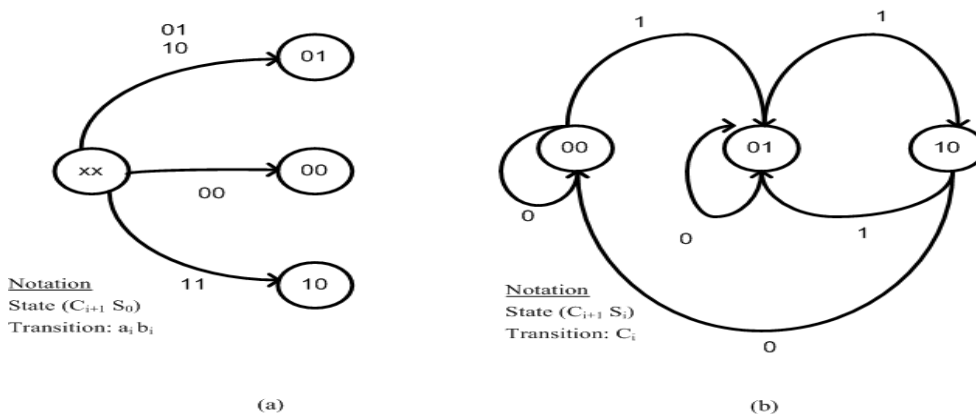 01
10
01
xx
00
00
11
10
Notation
State (Cᵢ₊₁ S₀)
Transition: aᵢ bᵢ
(a)
1
1
00
01
10
0
0
1
Notation
State (Cᵢ₊₁ Sᵢ)
Transition: Cᵢ
0
(b)